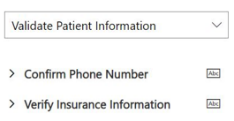 Validate Patient Information
> Confirm Phone Number Abc
> Verify Insurance Information Abc